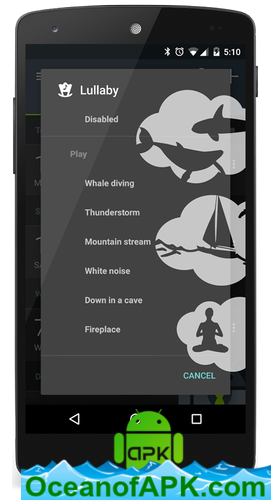 5:10
Lullaby
Disabled
Play
Whale diving
Thunderstorm
Mountain stream
White noise
Down in a cave
Fireplace
CANCEL
APK
OceanofAPK.com